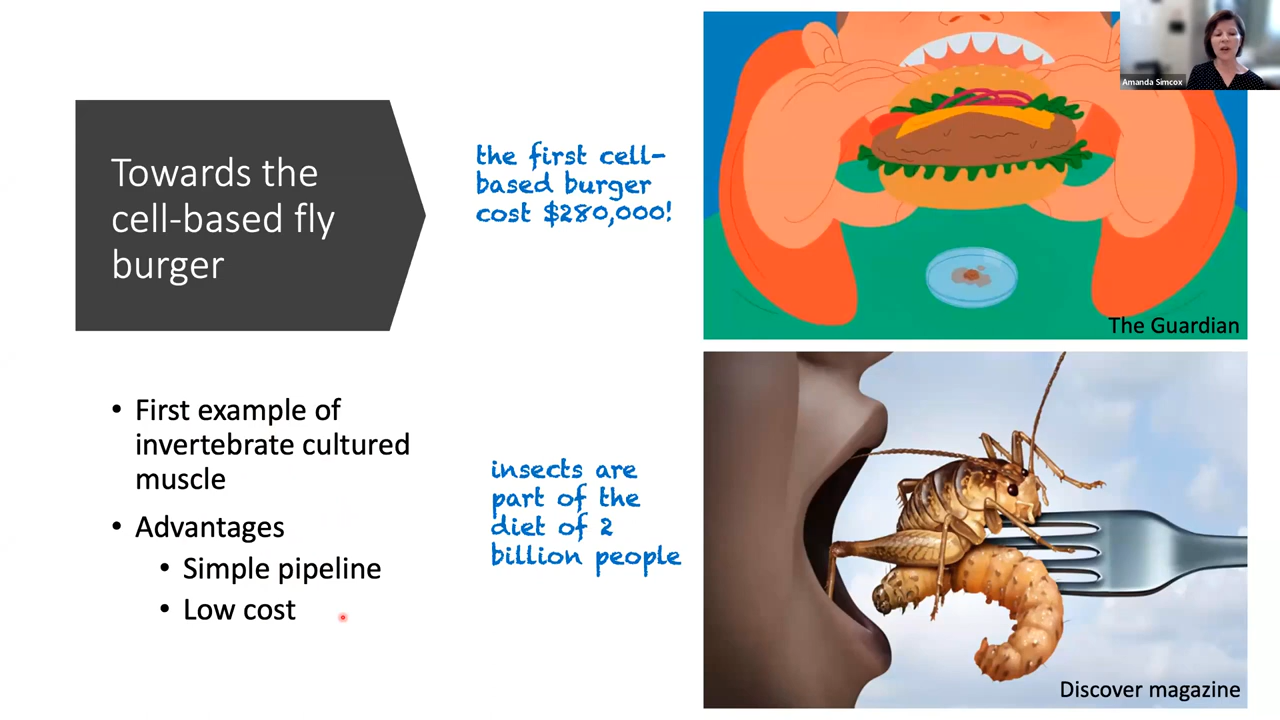 Towards the
cell-based fly
burger
the first cell-
based burger
cost $280,000!
Amanda Simcox
The Guardian
• First example of
invertebrate cultured
muscle
• Advantages
• Simple pipeline
• Low cost
insects are
part of the
diet of 2
billion people
Discover magazine